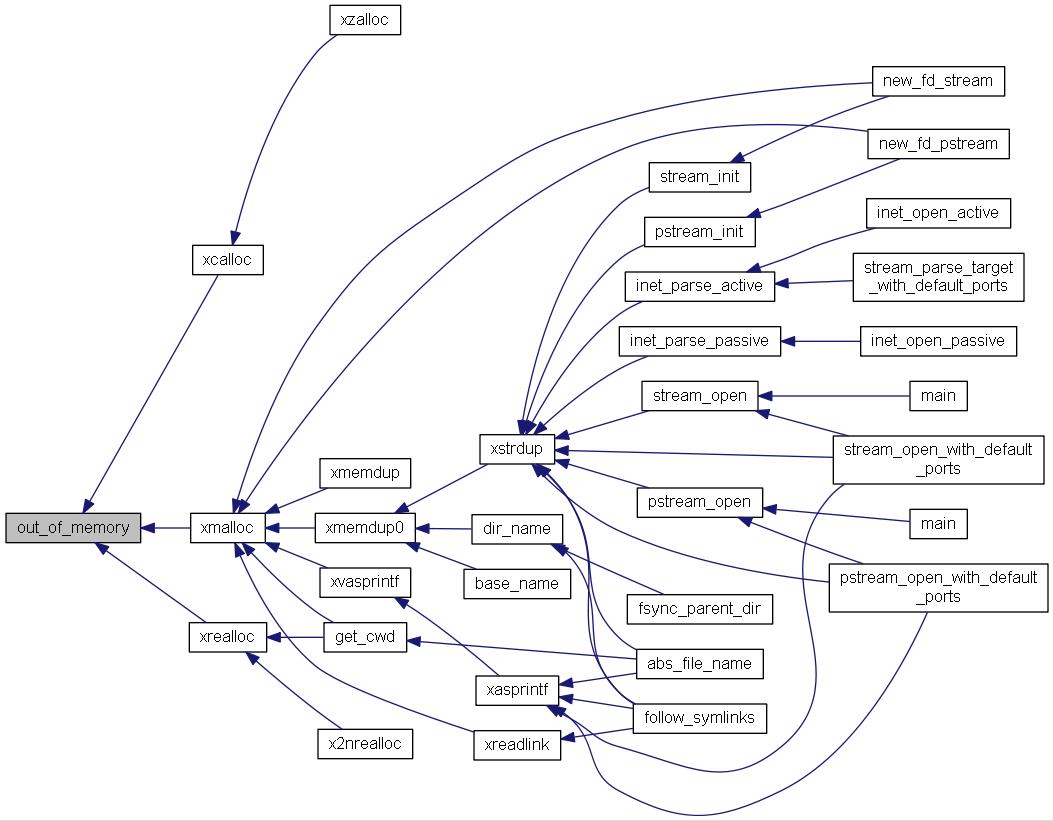 xzalloc
new_fd_stream
new_fd_pstream
stream_init
inet_open_active
pstream_init
xcalloc
stream_parse_target
_with_default_ports
inet_parse_active
inet_parse_passive
inet_open_passive
stream_open
main
xstrdup
stream_open_with_default
_ports
xmemdup
pstream_open
out_of_memory
xmalloc
xmemdup0
dir_name
main
xvasprintf
base_name
pstream_open_with_default
_ports
fsync_parent_dir
xrealloc
get_cwd
abs_file_name
xasprintf
follow_symlinks
x2nrealloc
xreadlink